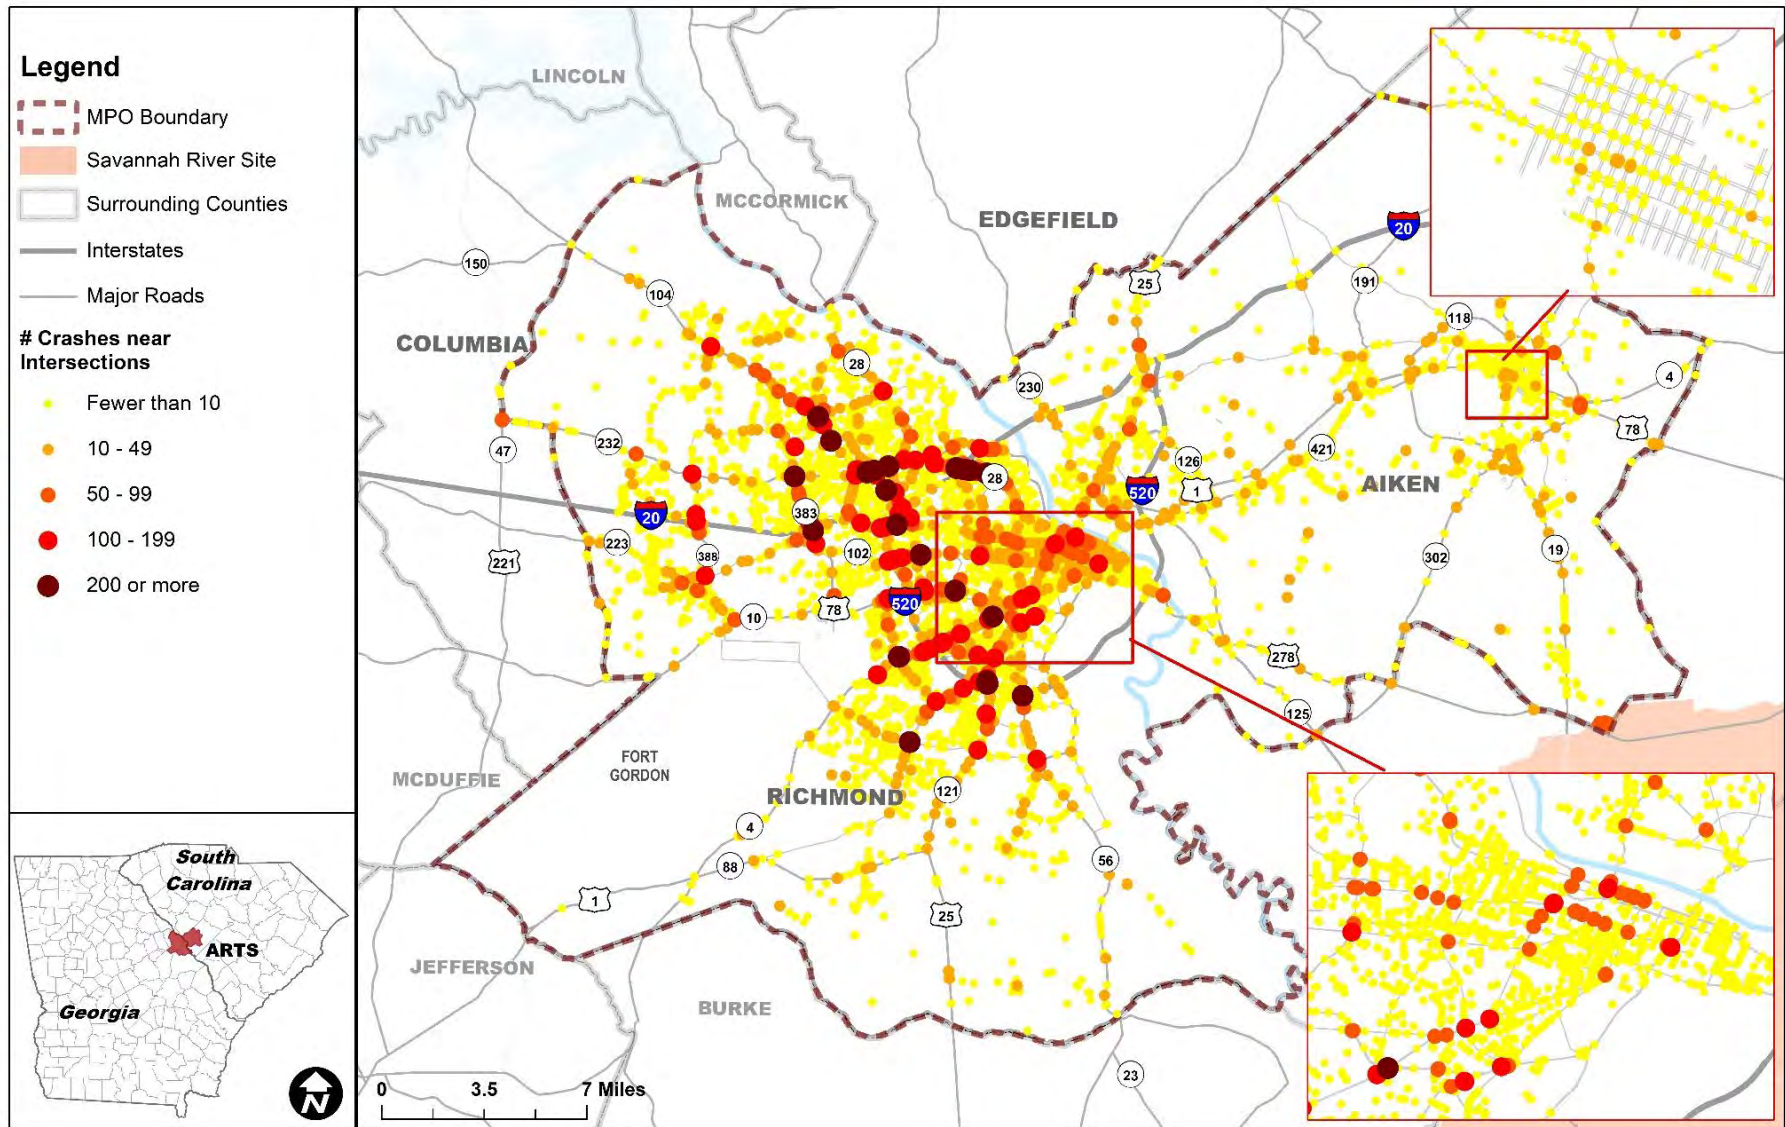 Legend
MPO Boundary
Savannah River Site
Surrounding Counties
Interstates
Major Roads
# Crashes near
Intersections
Fewer than 10
10 - 49
50 - 99
100 - 199
200 or more
South
Carolina
ARTS
Georgia
N
LINCOLN
MCCORMICK
EDGEFIELD
20
25
191
150
104
118
COLUMBIA
28
230
4
78
47
232
421
126
28
AIKEN
520
1
20
383
223
388
102
221
302
19
520
78
10
278
125
FORT
GORDON
MCDUFFIE
RICHMOND
121
4
88
56
1
25
JEFFERSON
BURKE
23
0
3.5
7 Miles